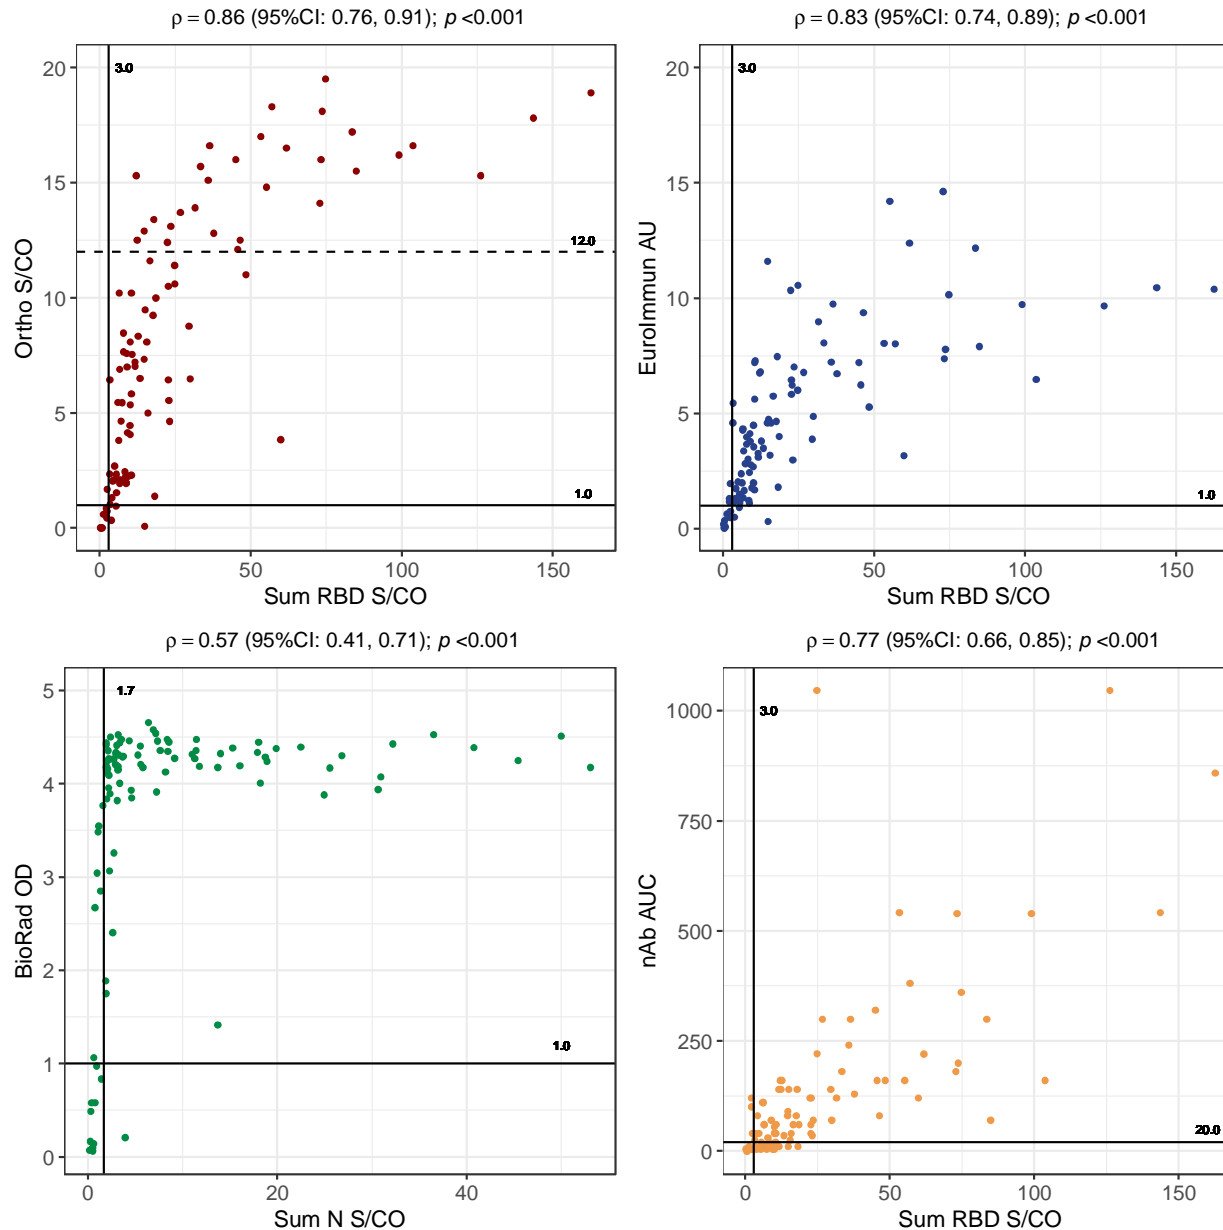 ρ = 0.86 (95%CI: 0.76, 0.91); p <0.001
20
15
10
5
0
Ortho S/CO
3.0
12.0
1.0
0 50 100 150
Sum RBD S/CO
ρ = 0.83 (95%CI: 0.74, 0.89); p <0.001
20
15
10
5
0
EuroImmun AU
3.0
1.0
0 50 100 150
Sum RBD S/CO
ρ = 0.57 (95%CI: 0.41, 0.71); p <0.001
5
4
3
2
1
0
BioRad OD
1.7
1.0
0 20 40
Sum N S/CO
ρ = 0.77 (95%CI: 0.66, 0.85); p <0.001
1000
750
500
250
0
nAb AUC
3.0
20.0
0 50 100 150
Sum RBD S/CO